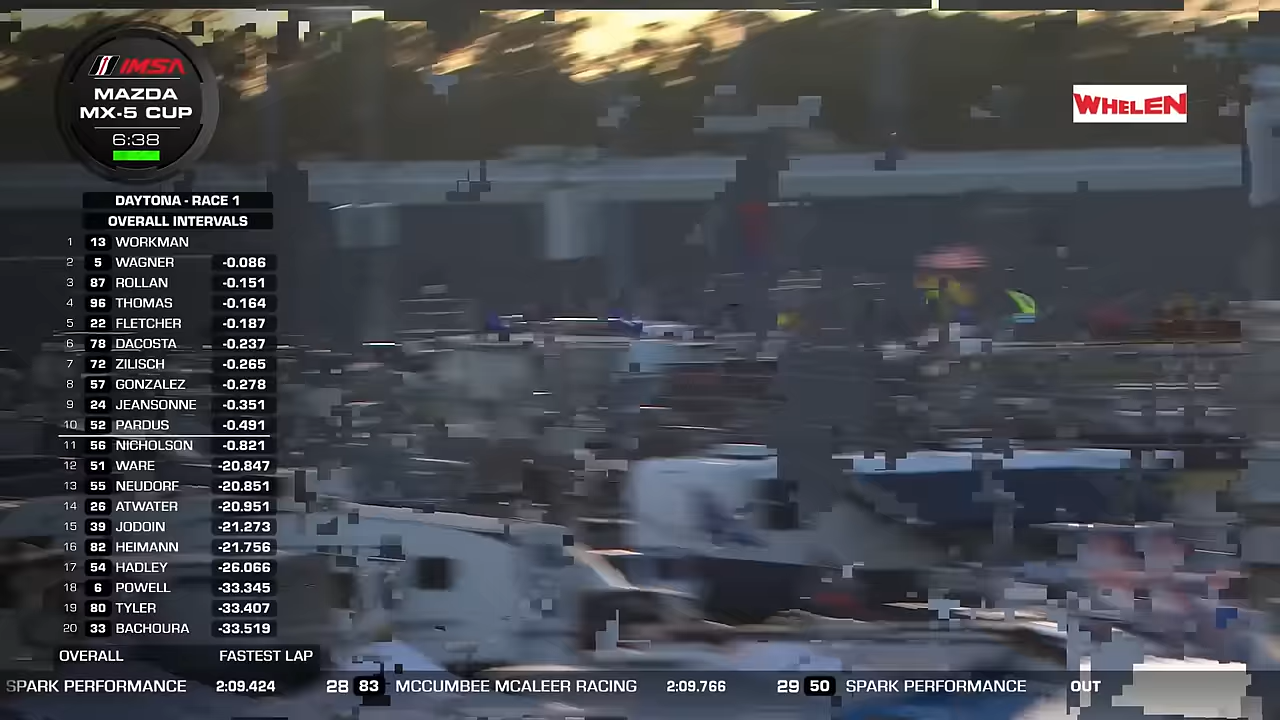 IMSA
MAZDA
MX-5 CUP
6:38
WHELEN
DAYTONA - RACE 1
OVERALL INTERVALS
1 13 WORKMAN
2 5 WAGNER -0.086
3 87 ROLLAN -0.151
4 96 THOMAS -0.164
5 22 FLETCHER -0.187
6 78 DACOSTA -0.237
7 72 ZILISCH -0.265
8 57 GONZALEZ -0.278
9 24 JEANSONNE -0.351
10 52 PARDUS -0.491
11 56 NICHOLSON -0.821
12 51 WARE -20.847
13 55 NEUDORF -20.851
14 26 ATWATER -20.951
15 39 JODOIN -21.273
16 82 HEIMANN -21.756
17 54 HADLEY -26.066
18 6 POWELL -33.345
19 80 TYLER -33.407
20 33 BACHOURA -33.519
OVERALL FASTEST LAP
SPARK PERFORMANCE 2:09.424 28 83 MCCUMBEE MCALEER RACING 2:09.766 29 50 SPARK PERFORMANCE OUT